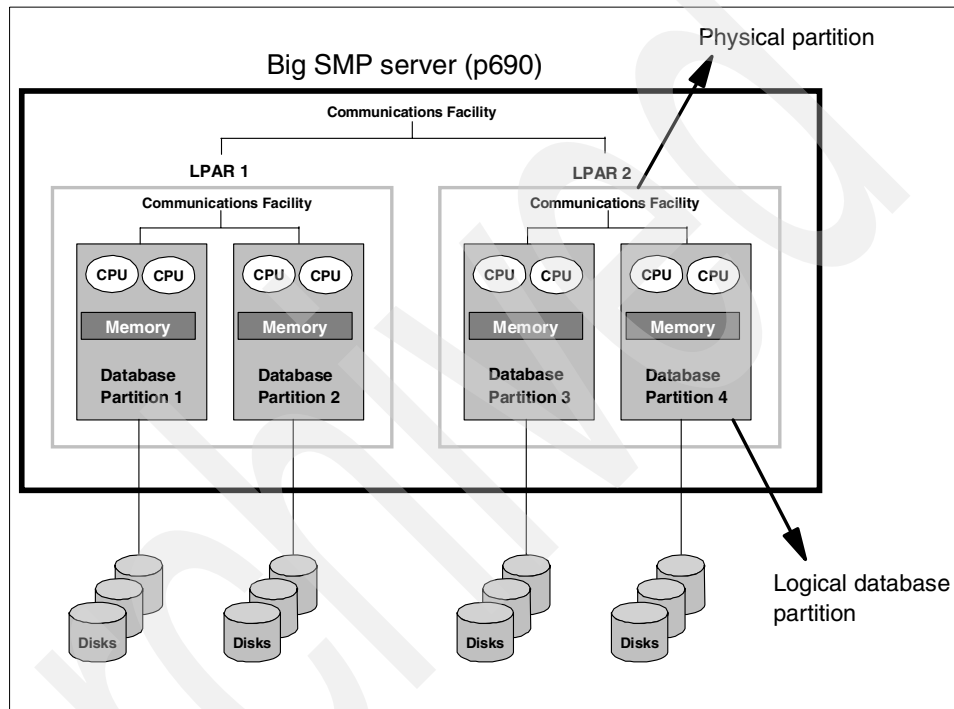 Physical partition
Big SMP server (p690)
Communications Facility
LPAR 1
LPAR 2
Communications Facility
Communications Facility
CPU CPU
CPU CPU
CPU CPU
CPU CPU
Memory
Memory
Memory
Memory
Database
Partition 1
Database
Partition 2
Database
Partition 3
Database
Partition 4
Logical database
partition
Disks
Disks
Disks
Disks